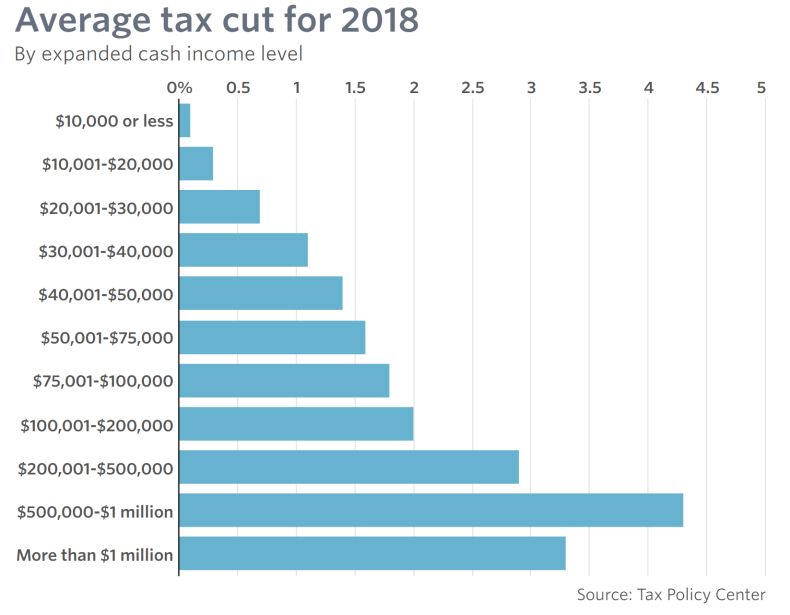 Average tax cut for 2018
By expanded cash income level
0% 0.5 1 1.5 2 2.5 3 3.5 4 4.5 5
$10,000 or less
$10,001-$20,000
$20,001-$30,000
$30,001-$40,000
$40,001-$50,000
$50,001-$75,000
$75,001-$100,000
$100,001-$200,000
$200,001-$500,000
$500,000-$1 million
More than $1 million
Source: Tax Policy Center